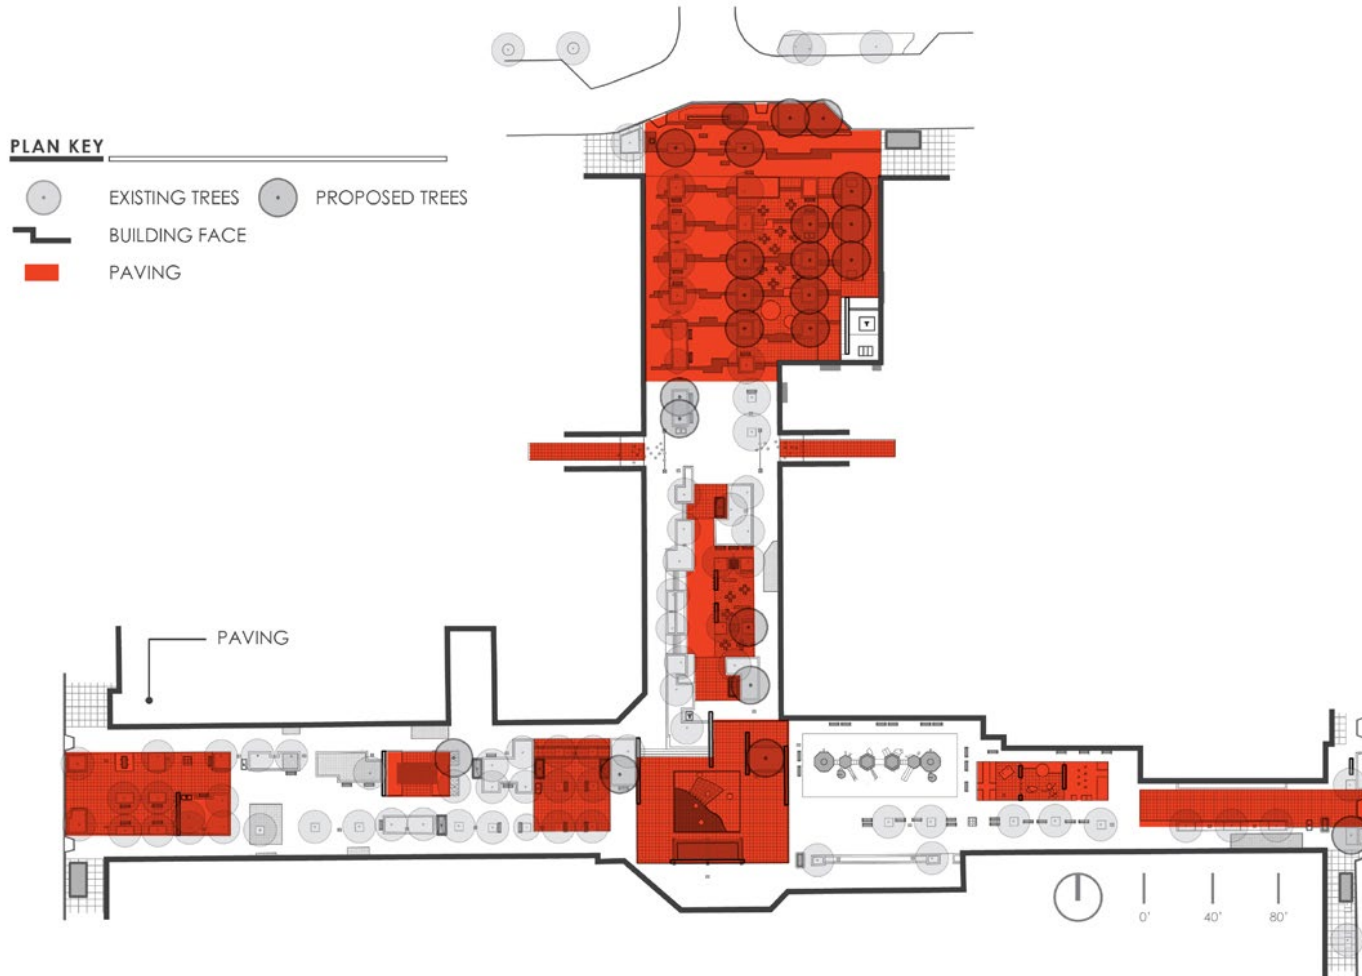 PLAN KEY
EXISTING TREES
PROPOSED TREES
BUILDING FACE
PAVING
PAVING
0'
40'
80'